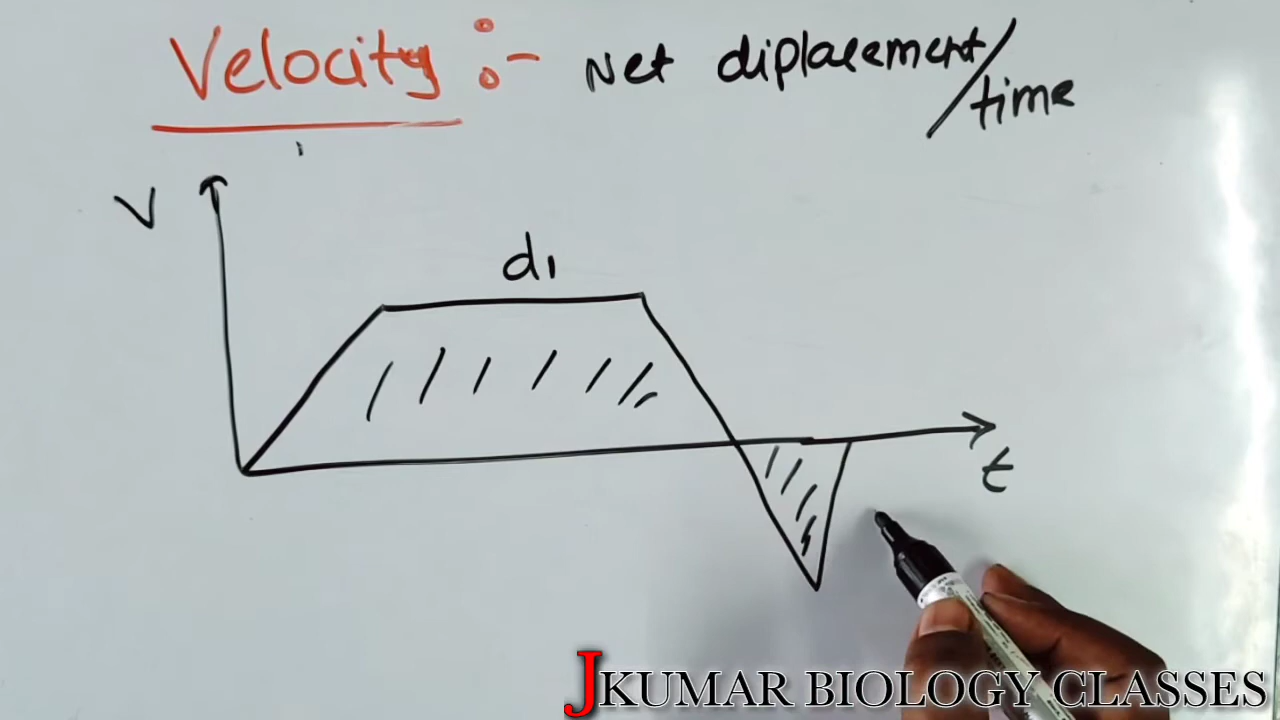 Velocity :- Net diplacement/
time
V
d1
t
JKUMAR BIOLOGY CLASSES